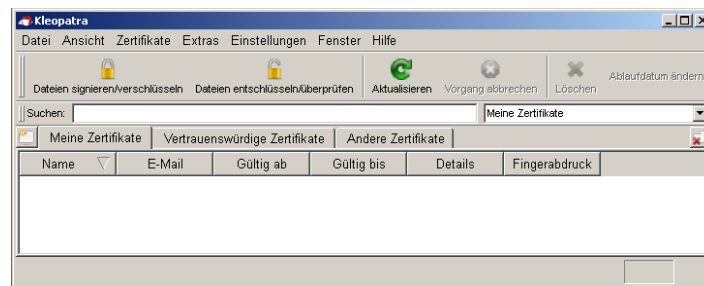 Kleopatra
Datei Ansicht Zertifikate Extras Einstellungen Fenster Hilfe
Dateien signieren/verschlüsseln Dateien entschlüsseln/überprüfen Aktualisieren Vorgang abbrechen Löschen Ablaufdatum ändern
Suchen: Meine Zertifikate
Meine Zertifikate Vertrauenswürdige Zertifikate Andere Zertifikate
Name E-Mail Gültig ab Gültig bis Details Fingerabdruck